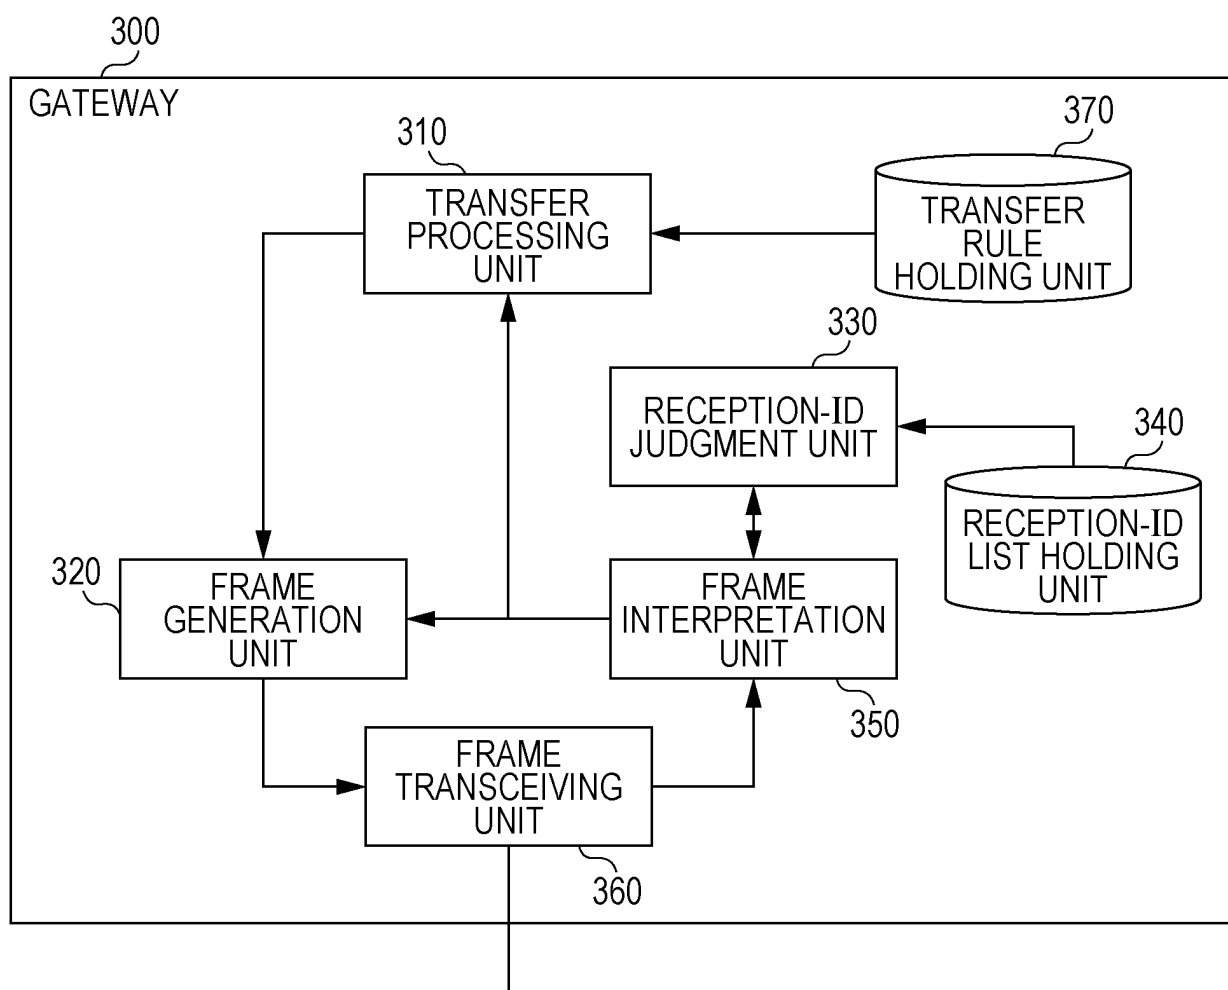 300
GATEWAY
310
TRANSFER
PROCESSING
UNIT
370
TRANSFER
RULE
HOLDING UNIT
330
RECEPTION-ID
JUDGMENT UNIT
340
RECEPTION-ID
LIST HOLDING
UNIT
320
FRAME
GENERATION
UNIT
FRAME
INTERPRETATION
UNIT
350
FRAME
TRANSCEIVING
UNIT
360